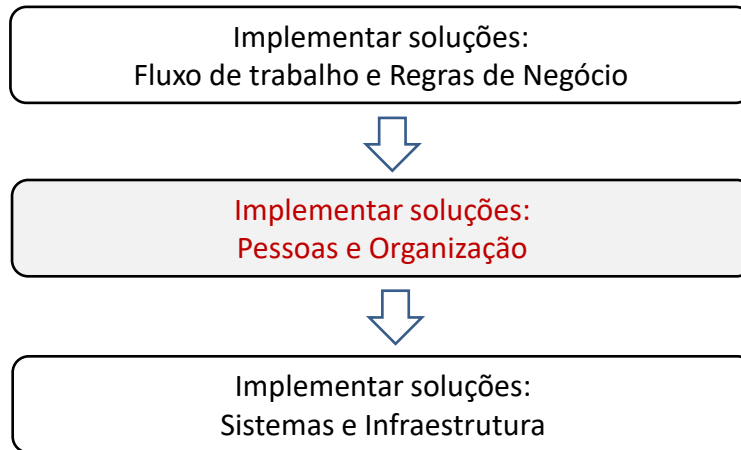 Implementar soluções:
Fluxo de trabalho e Regras de Negócio
Implementar soluções:
Pessoas e Organização
Implementar soluções:
Sistemas e Infraestrutura